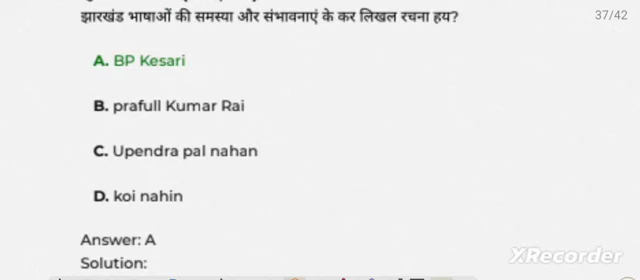 झारखंड भाषाओं की समस्या और संभावनाएं के कर लिखल रचना हय?
37/42
A. BP Kesari
B. prafull Kumar Rai
C. Upendra pal nahan
D. koi nahin
Answer: A
Solution:
XRecorder